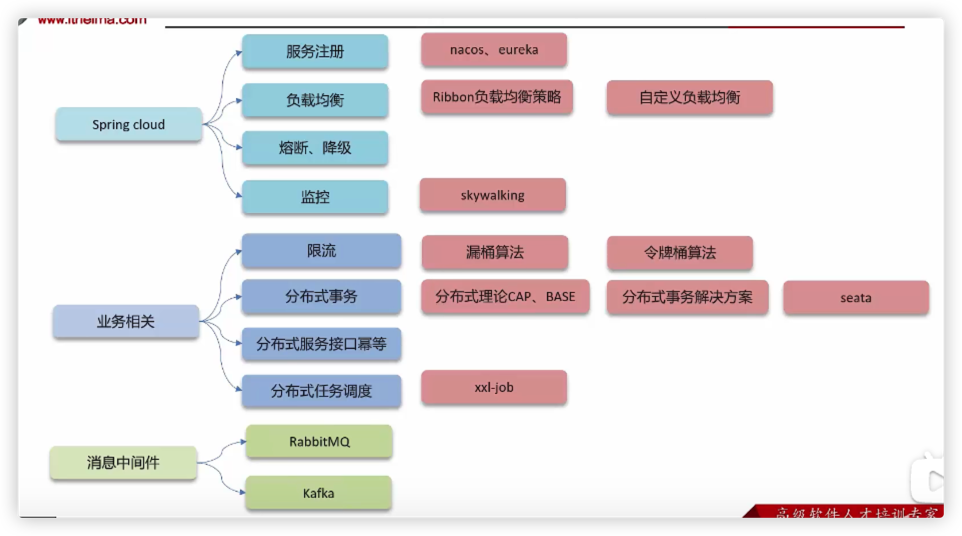 www.itheima.com
服务注册
nacos、eureka
负载均衡
Ribbon负载均衡策略
自定义负载均衡
Spring cloud
熔断、降级
监控
skywalking
限流
漏桶算法
令牌桶算法
分布式事务
分布式理论CAP、BASE
分布式事务解决方案
seata
业务相关
分布式服务接口幂等
分布式任务调度
xxl-job
RabbitMQ
消息中间件
Kafka
高级软件人才培训专家